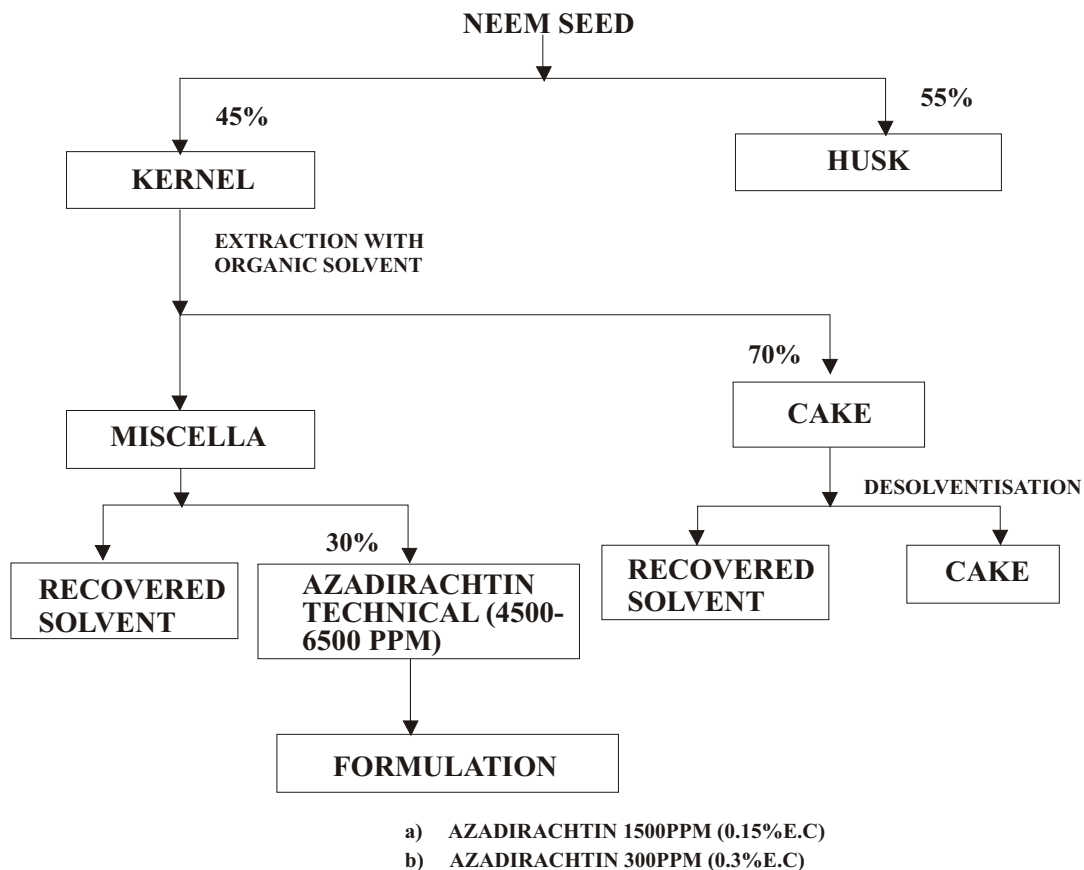 NEEM SEED
45%
55%
KERNEL
HUSK
EXTRACTION WITH
ORGANIC SOLVENT
70%
MISCELLA
CAKE
DESOLVENTISATION
30%
RECOVERED
SOLVENT
AZADIRACHTIN
TECHNICAL (4500-
6500 PPM)
RECOVERED
SOLVENT
CAKE
FORMULATION
a) AZADIRACHTIN 1500PPM (0.15%E.C)
b) AZADIRACHTIN 300PPM (0.3%E.C)